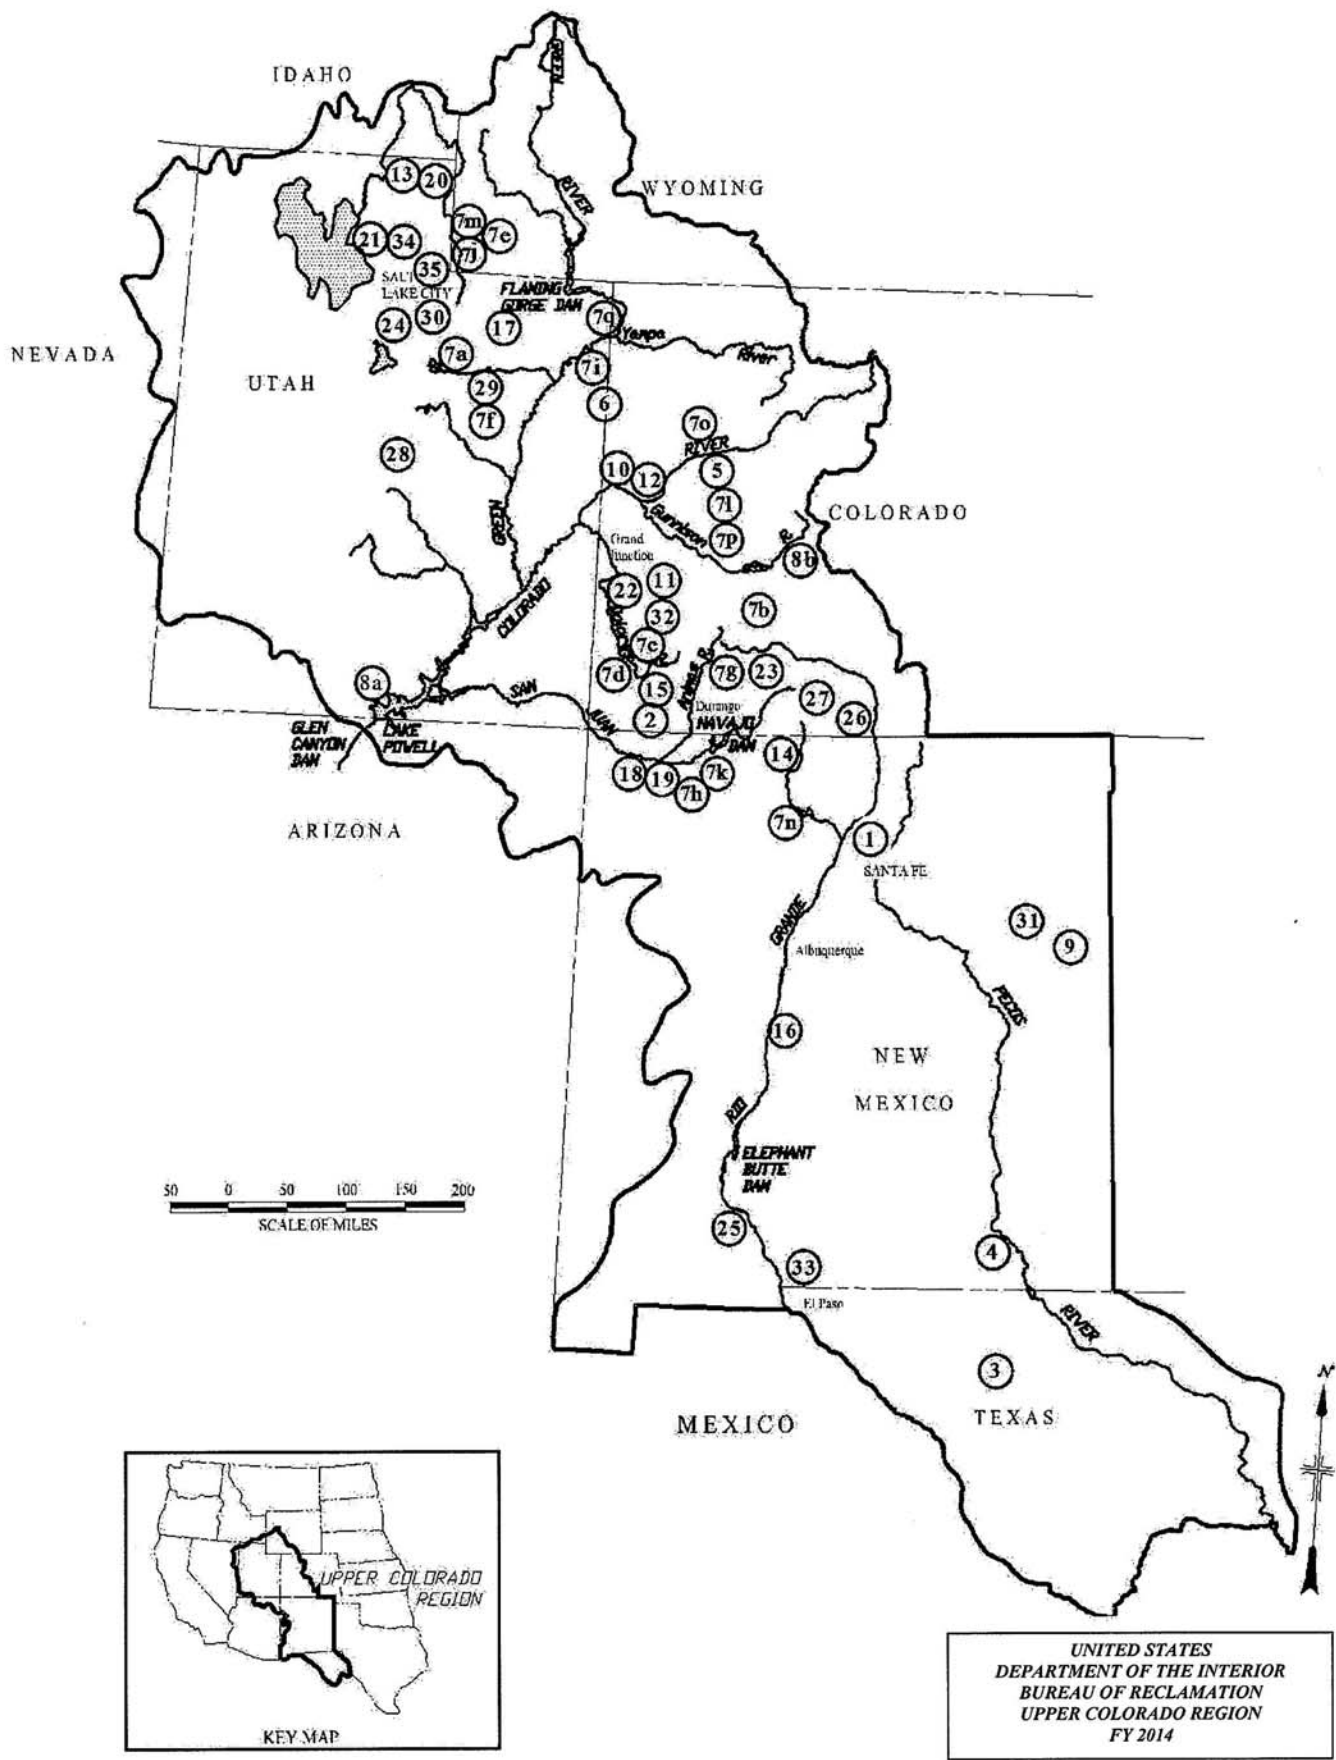 IDAHO
GREEN
RIVER
WYOMING
13
20
21
34
7m
7e
7j
35
SALT
LAKE CITY
FLAMING
GORGE DAM
24
30
17
7q
Yampa
River
NEVADA
UTAH
7a
7i
29
6
7f
7o
RIVER
28
10
12
5
7l
COLORADO
GREEN
Gunnison
R.
7p
8b
Grand
Junction
22
11
COLORADO
DOLORES
R.
32
7b
7c
7d
15
ANIMAS R.
7g
23
8a
SAN
JUAN
2
Durango
NAVAJO
DAM
27
26
GLEN
CANYON
DAM
LAKE
POWELL
14
18
19
7h
7k
ARIZONA
7n
1
SANTA FE
GRANDE
31
9
Albuquerque
PECOS
16
NEW
MEXICO
RIO
ELEPHANT
BUTTE
DAM
50 0 50 100 150 200
SCALE OF MILES
25
4
33
El Paso
RIVER
3
N
MEXICO
TEXAS
UPPER COLORADO
REGION
KEY MAP
UNITED STATES
DEPARTMENT OF THE INTERIOR
BUREAU OF RECLAMATION
UPPER COLORADO REGION
FY 2014